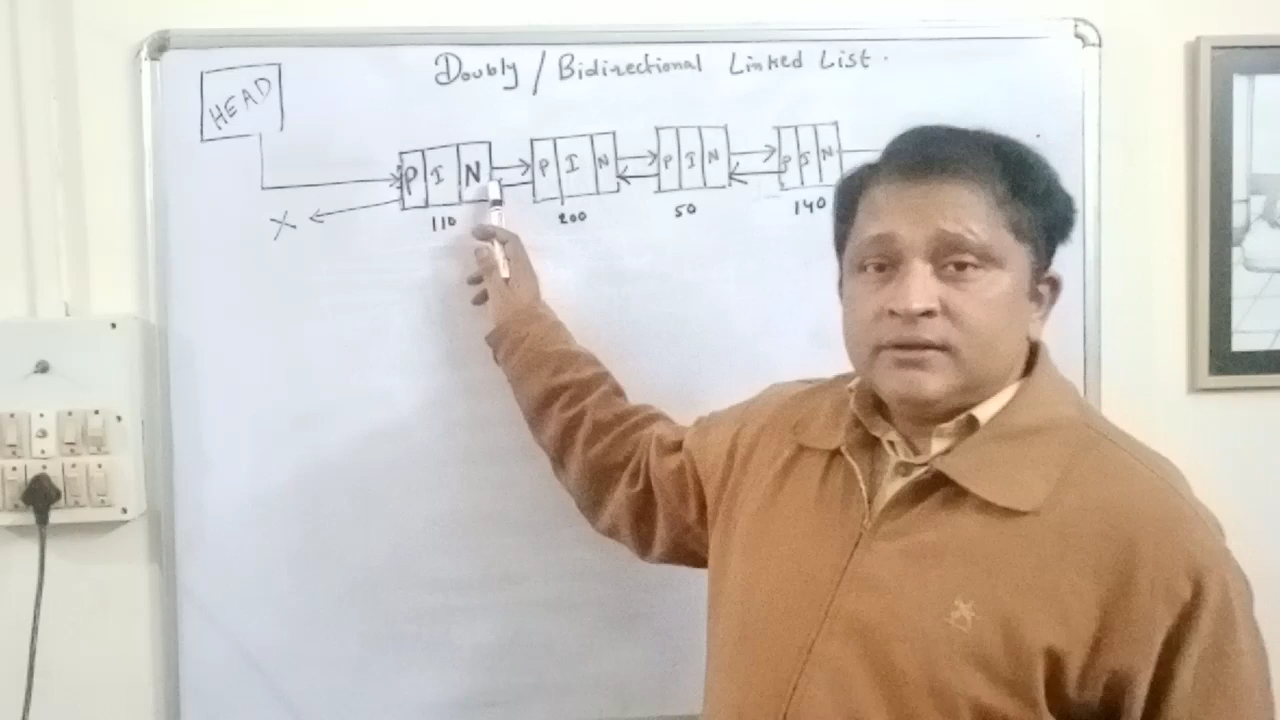 Doubly / Bidirectional Linked List.
HEAD
P I N P I N P I N P I N
X
110 200 50 140